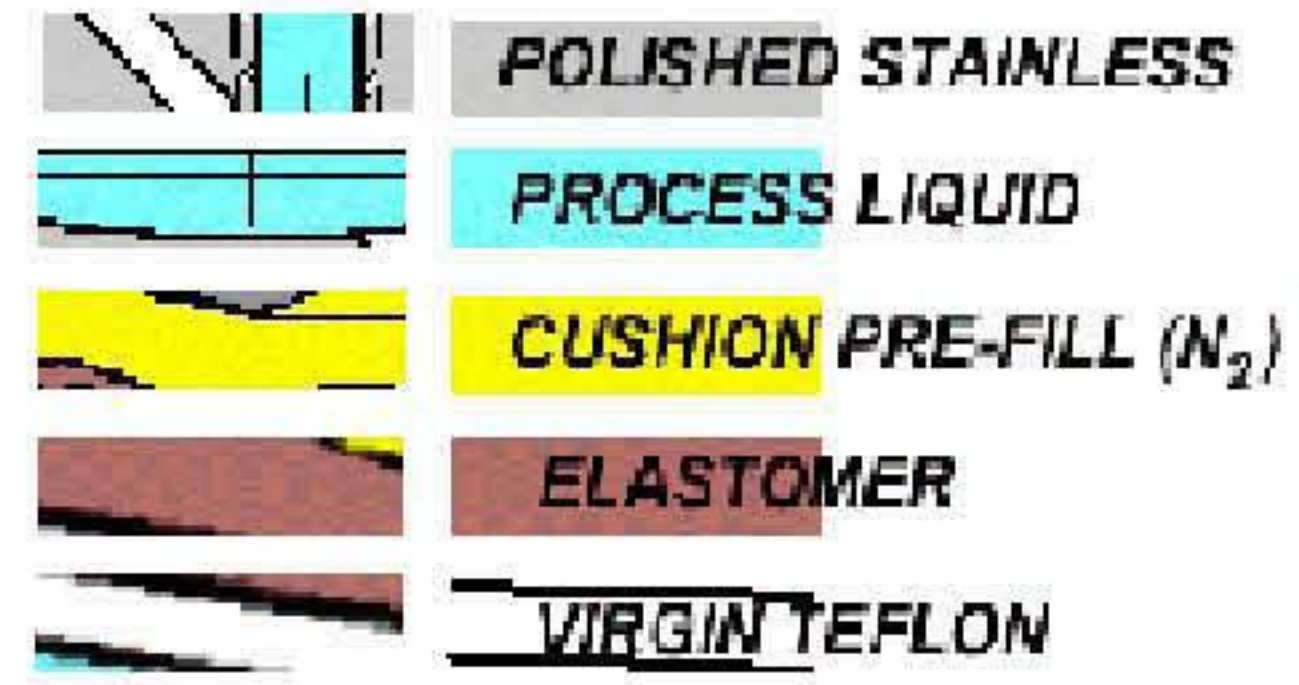 POLISHED STAINLESS
PROCESS LIQUID
CUSHION PRE-FILL (N₂)
ELASTOMER
VIRGIN TEFLON